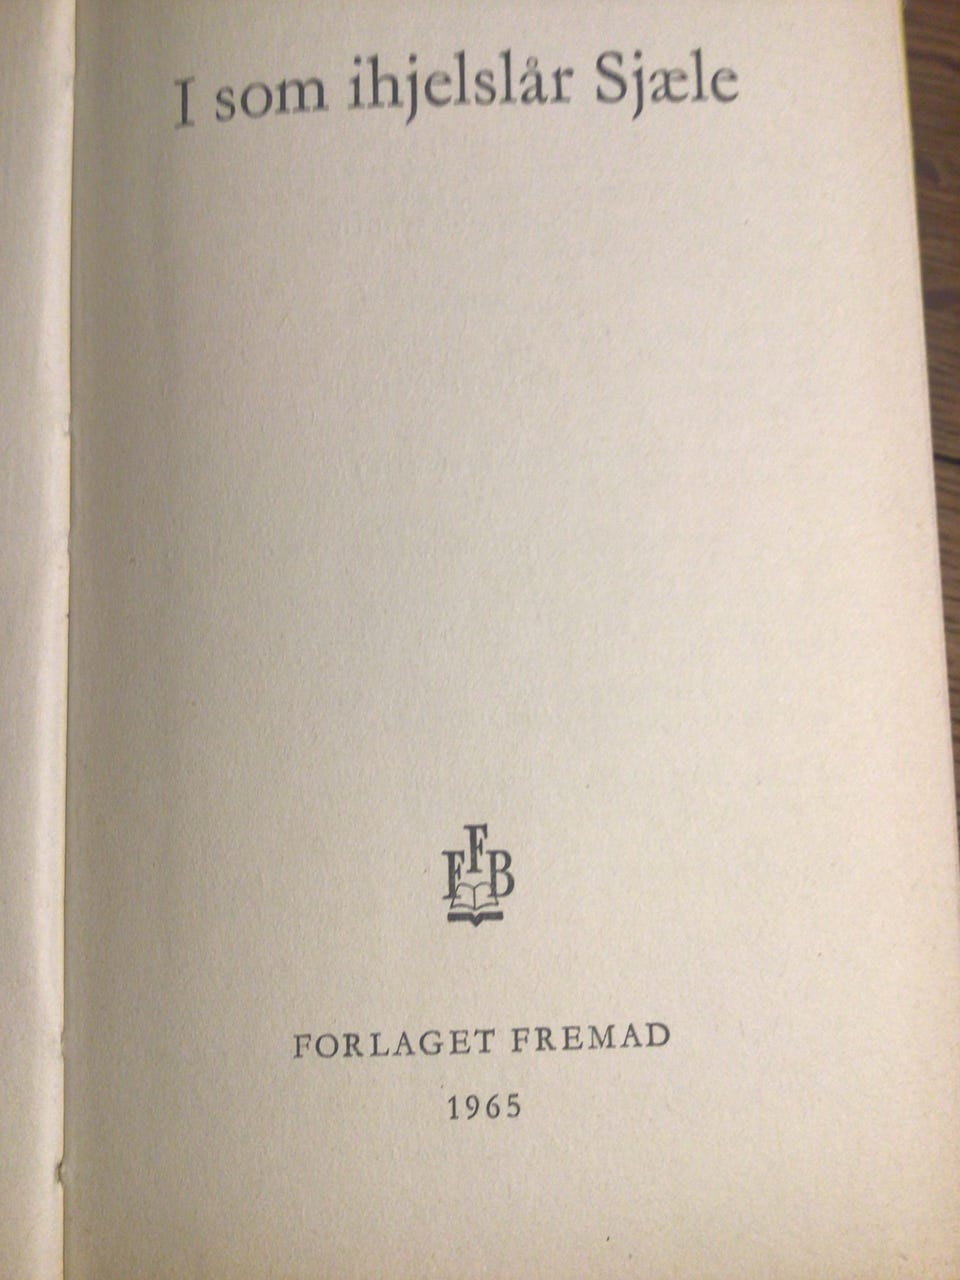 I som ihjelslår Sjæle
FFB
FORLAGET FREMAD
1965